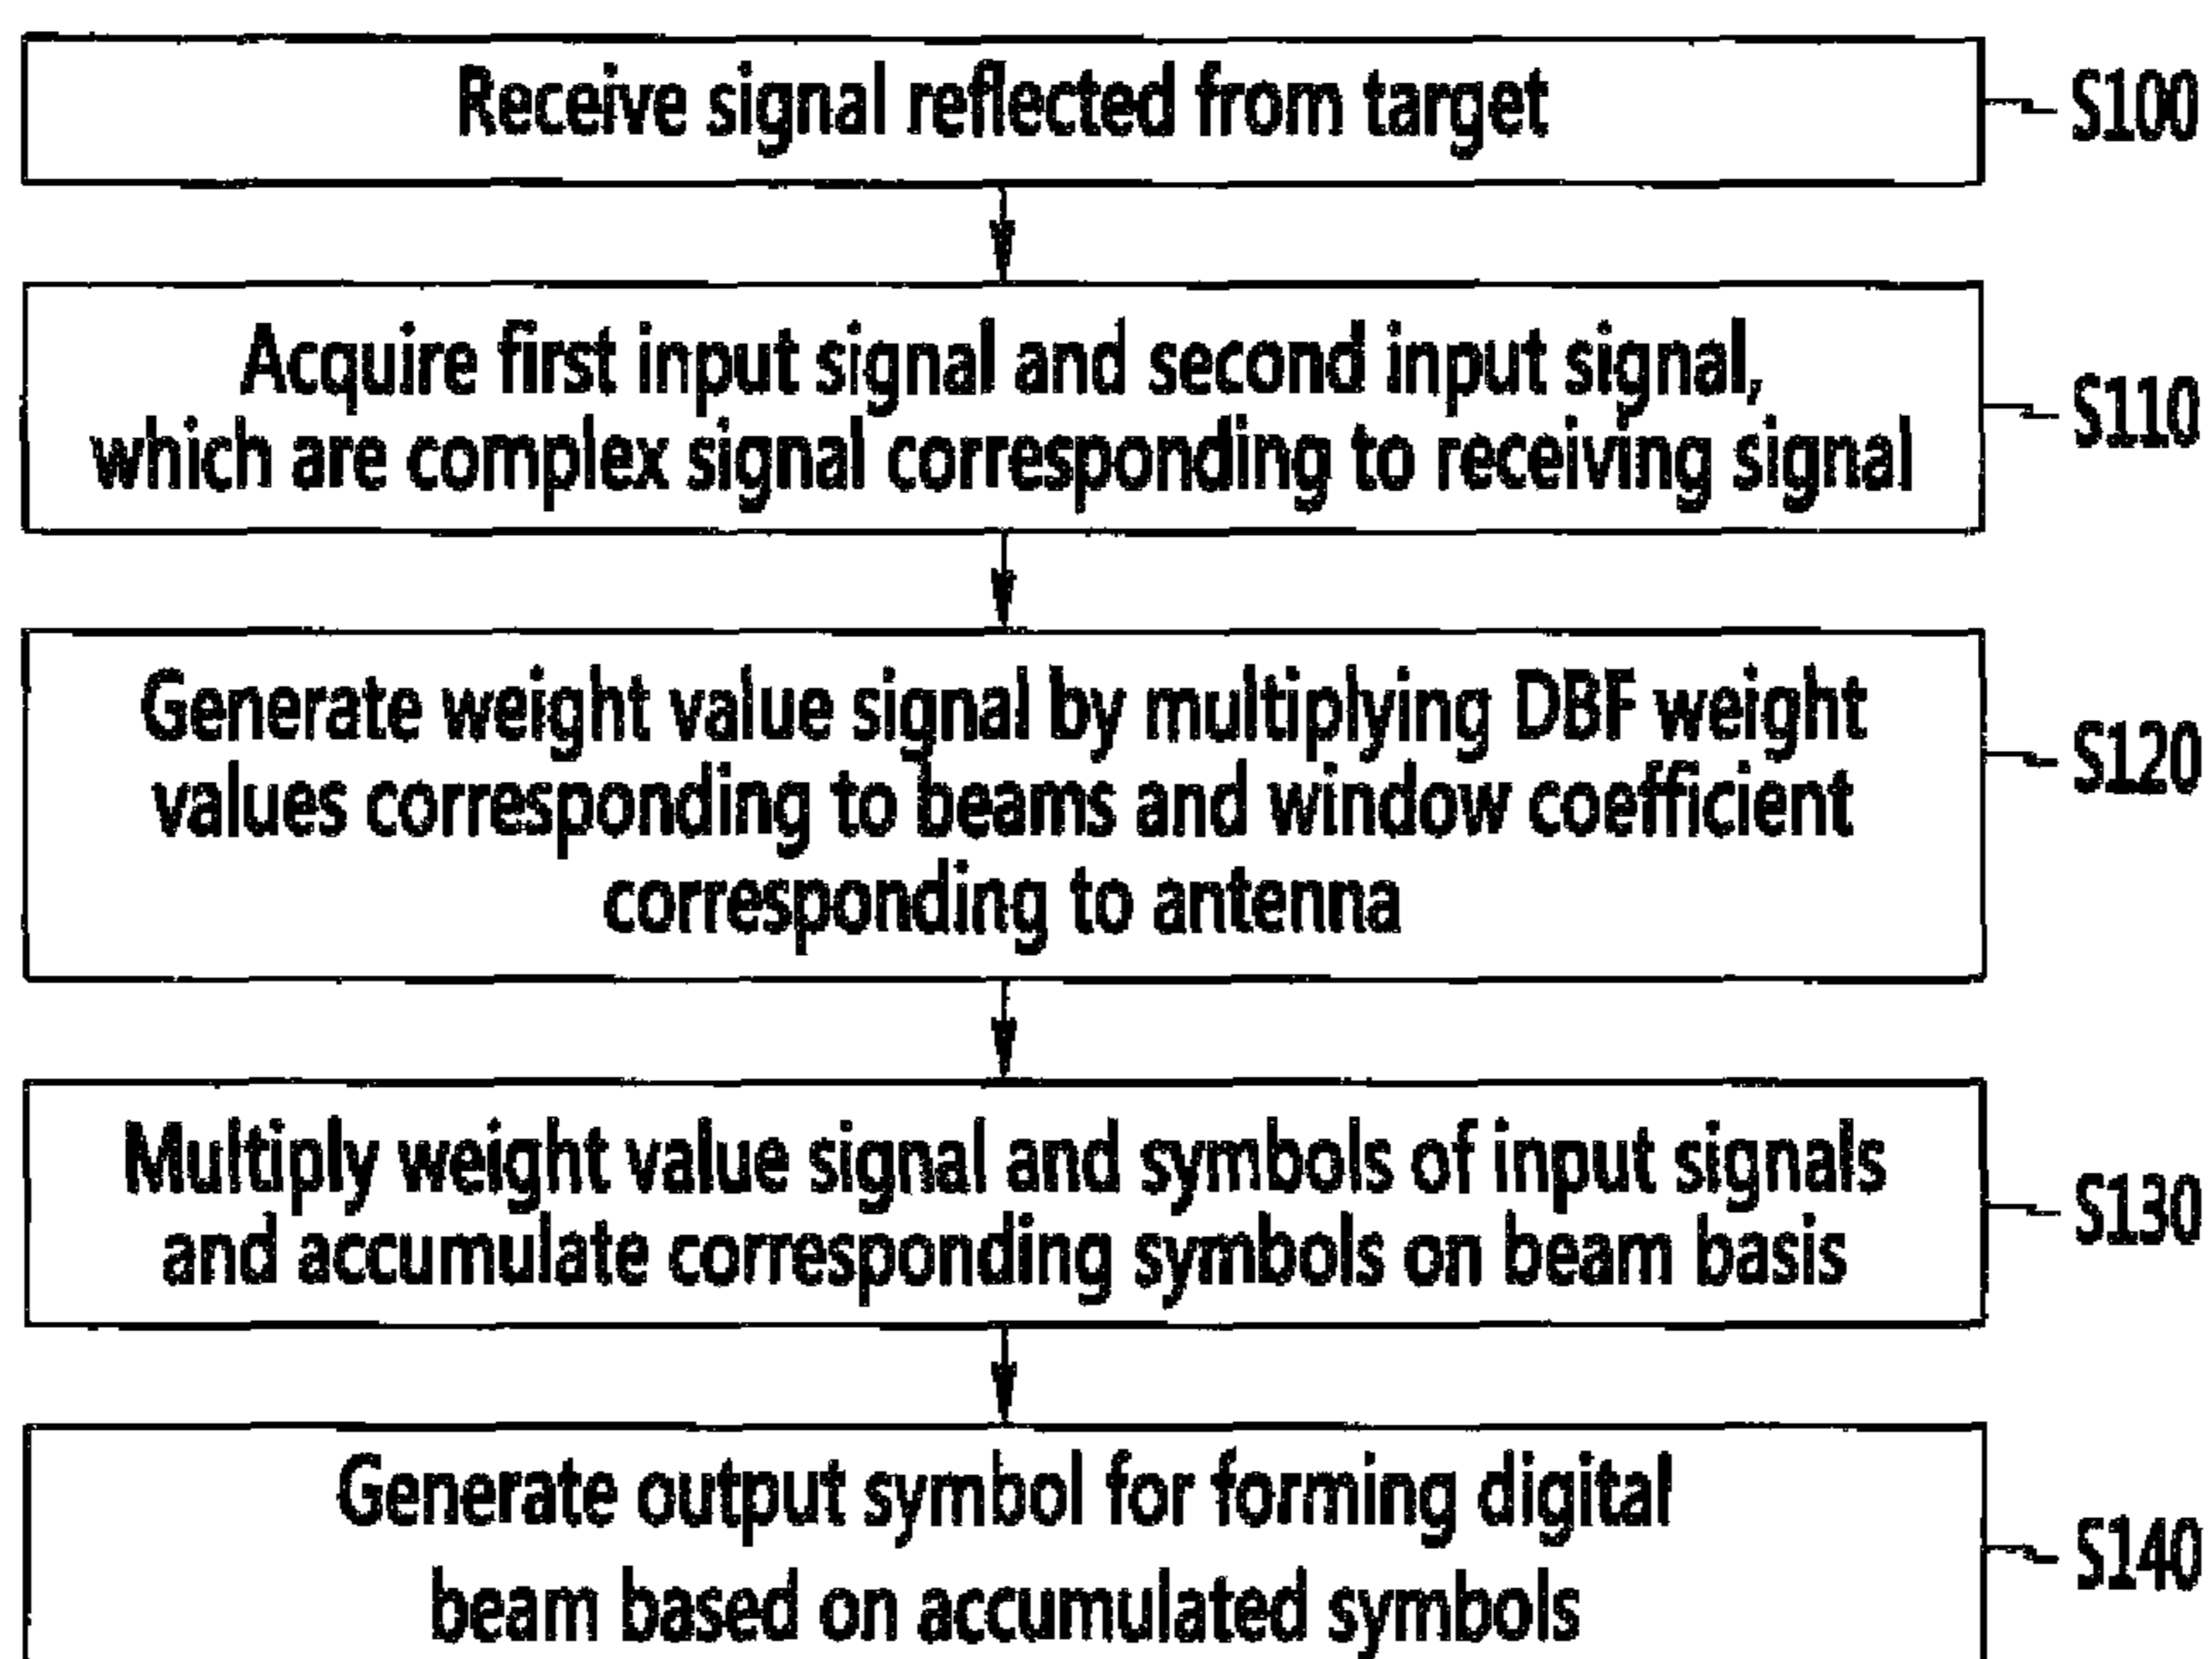 Receive signal reflected from target
S100
Acquire first input signal and second input signal,
which are complex signal corresponding to receiving signal
S110
Generate weight value signal by multiplying DBF weight
values corresponding to beams and window coefficient
corresponding to antenna
S120
Multiply weight value signal and symbols of input signals
and accumulate corresponding symbols on beam basis
S130
Generate output symbol for forming digital
beam based on accumulated symbols
S140